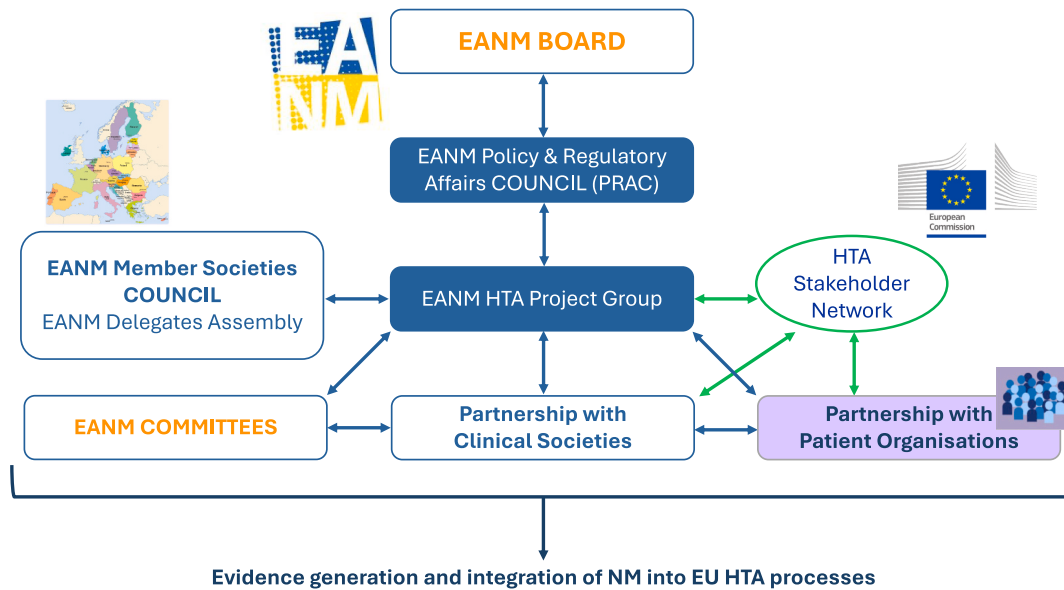 EANM BOARD
EA
NM
EANM Policy & Regulatory
Affairs COUNCIL (PRAC)
European
Commission
EANM Member Societies
COUNCIL
EANM Delegates Assembly
EANM HTA Project Group
HTA
Stakeholder
Network
EANM COMMITTEES
Partnership with
Clinical Societies
Partnership with
Patient Organisations
Evidence generation and integration of NM into EU HTA processes